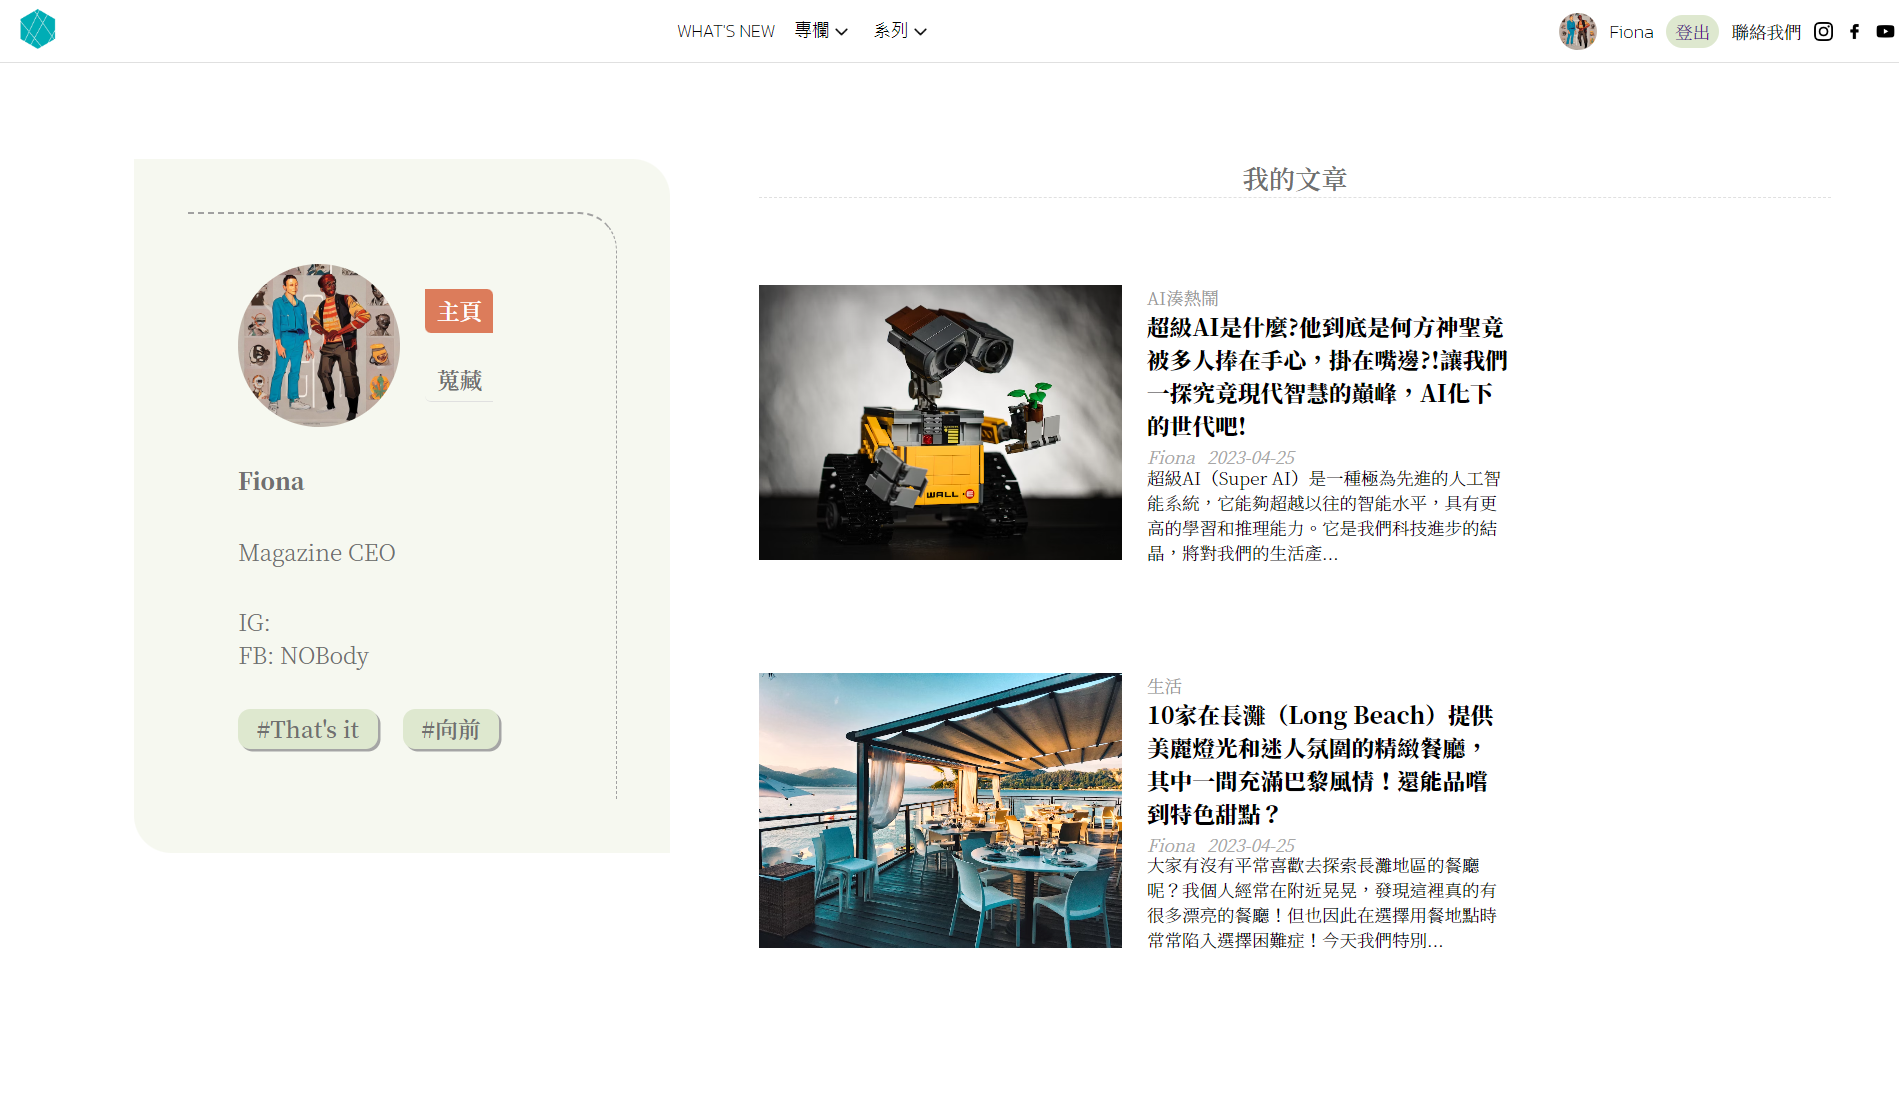 WHAT'S NEW 專欄 系列 Fiona 登出 聯絡我們
主頁
蒐藏
Fiona
Magazine CEO
IG:
FB: NOBody
#That's it #向前
我的文章
AI湊熱鬧
超級AI是什麼?他到底是何方神聖竟
被多人捧在手心，掛在嘴邊?!讓我們
一探究竟現代智慧的巔峰，AI化下
的世代吧!
Fiona 2023-04-25
超級AI（Super AI）是一種極為先進的人工智
能系統，它能夠超越以往的智能水平，具有更
高的學習和推理能力。它是我們科技進步的結
晶，將對我們的生活產...
WALL•E
生活
10家在長灘（Long Beach）提供
美麗燈光和迷人氛圍的精緻餐廳，
其中一間充滿巴黎風情！還能品嚐
到特色甜點？
Fiona 2023-04-25
大家有沒有平常喜歡去探索長灘地區的餐廳
呢？我個人經常在附近晃晃，發現這裡真的有
很多漂亮的餐廳！但也因此在選擇用餐地點時
常常陷入選擇困難症！今天我們特別...